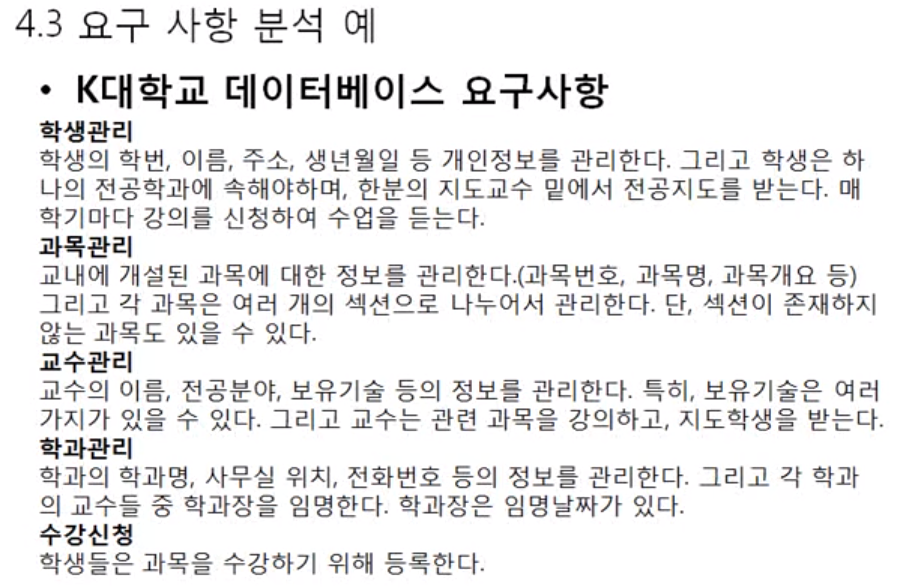 4.3 요구 사항 분석 예
• K대학교 데이터베이스 요구사항
학생관리
학생의 학번, 이름, 주소, 생년월일 등 개인정보를 관리한다. 그리고 학생은 하
나의 전공학과에 속해야하며, 한분의 지도교수 밑에서 전공지도를 받는다. 매
학기마다 강의를 신청하여 수업을 듣는다.
과목관리
교내에 개설된 과목에 대한 정보를 관리한다.(과목번호, 과목명, 과목개요 등)
그리고 각 과목은 여러 개의 섹션으로 나누어서 관리한다. 단, 섹션이 존재하지
않는 과목도 있을 수 있다.
교수관리
교수의 이름, 전공분야, 보유기술 등의 정보를 관리한다. 특히, 보유기술은 여러
가지가 있을 수 있다. 그리고 교수는 관련 과목을 강의하고, 지도학생을 받는다.
학과관리
학과의 학과명, 사무실 위치, 전화번호 등의 정보를 관리한다. 그리고 각 학과
의 교수들 중 학과장을 임명한다. 학과장은 임명날짜가 있다.
수강신청
학생들은 과목을 수강하기 위해 등록한다.